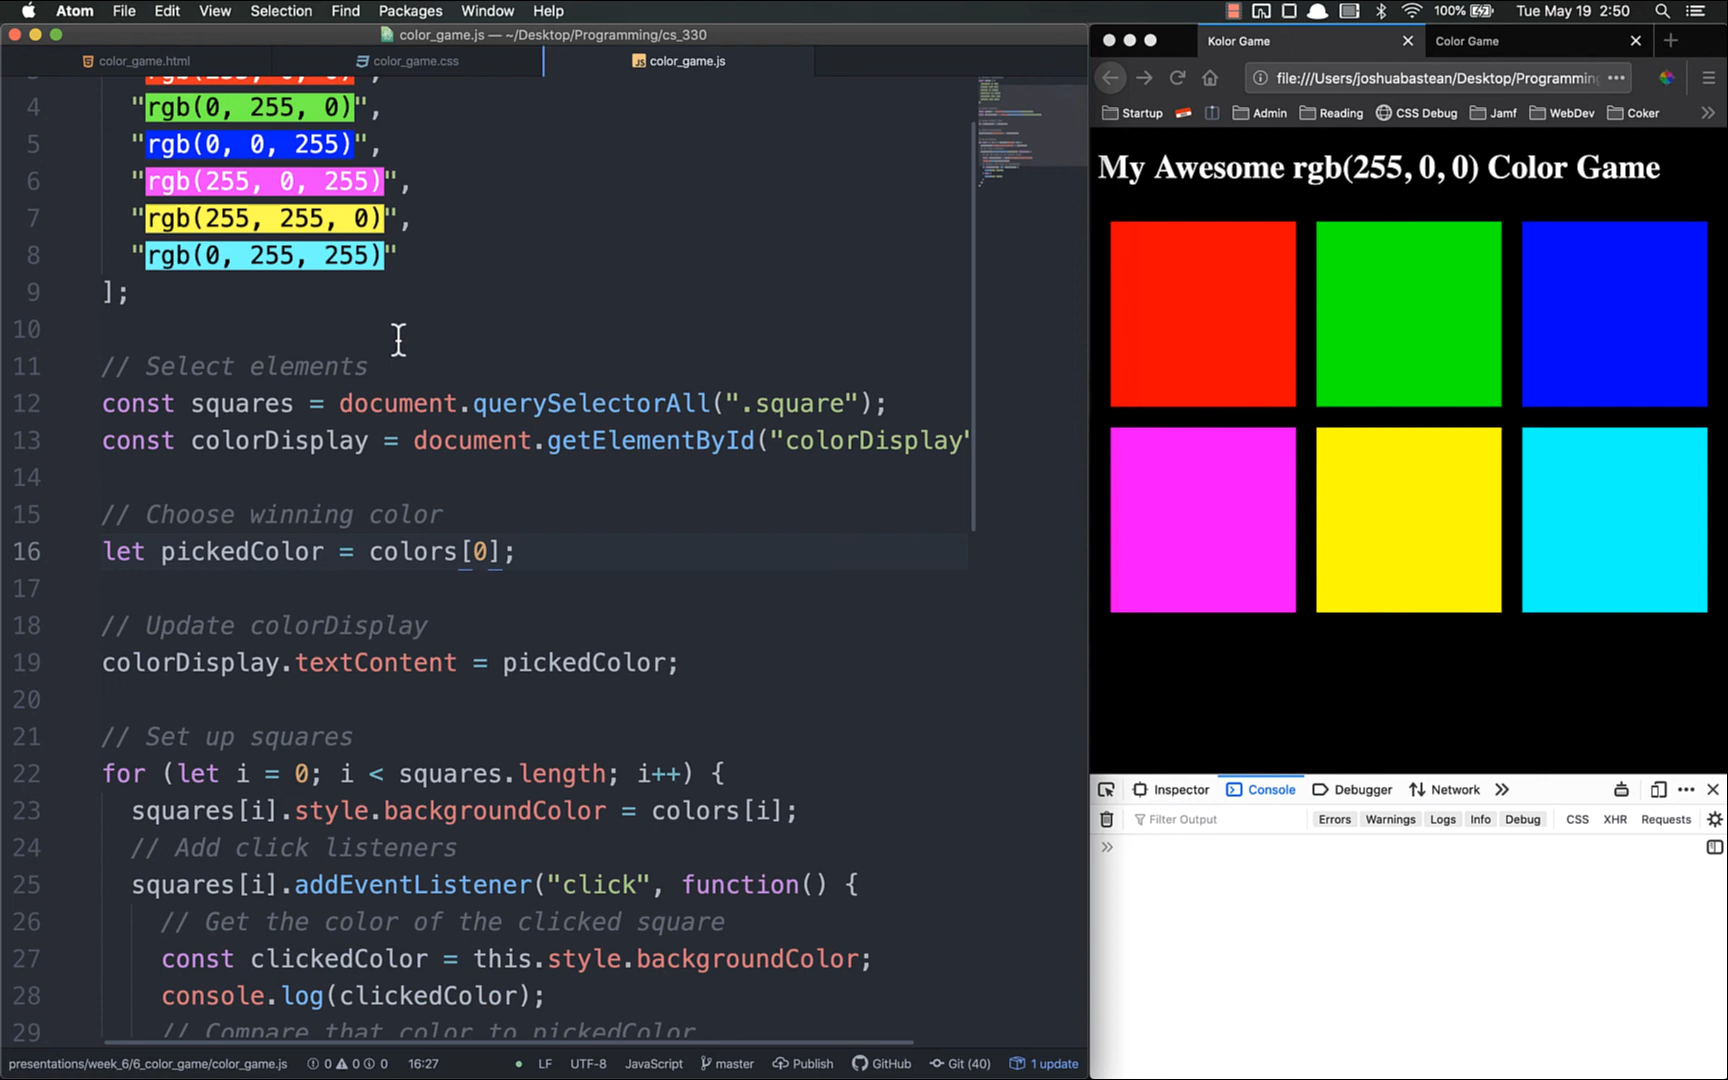 Atom File Edit View Selection Find Packages Window Help 100% Tue May 19 2:50
color_game.js — ~/Desktop/Programming/cs_330
color_game.html color_game.css color_game.js
4 "rgb(0, 255, 0)",
5 "rgb(0, 0, 255)",
6 "rgb(255, 0, 255)",
7 "rgb(255, 255, 0)",
8 "rgb(0, 255, 255)"
9 ];
10
11 // Select elements
12 const squares = document.querySelectorAll(".square");
13 const colorDisplay = document.getElementById("colorDisplay"
14
15 // Choose winning color
16 let pickedColor = colors[0];
17
18 // Update colorDisplay
19 colorDisplay.textContent = pickedColor;
20
21 // Set up squares
22 for (let i = 0; i < squares.length; i++) {
23 squares[i].style.backgroundColor = colors[i];
24 // Add click listeners
25 squares[i].addEventListener("click", function() {
26 // Get the color of the clicked square
27 const clickedColor = this.style.backgroundColor;
28 console.log(clickedColor);
29 // Compare that color to pickedColor
presentations/week_6/6_color_game/color_game.js 0 0 0 16:27 LF UTF-8 JavaScript master Publish GitHub Git (40) 1 update
Kolor Game Color Game
file:///Users/joshuabastean/Desktop/Programmin
Startup Admin Reading CSS Debug Jamf WebDev Coker
My Awesome rgb(255, 0, 0) Color Game
Inspector Console Debugger Network
Filter Output Errors Warnings Logs Info Debug CSS XHR Requests